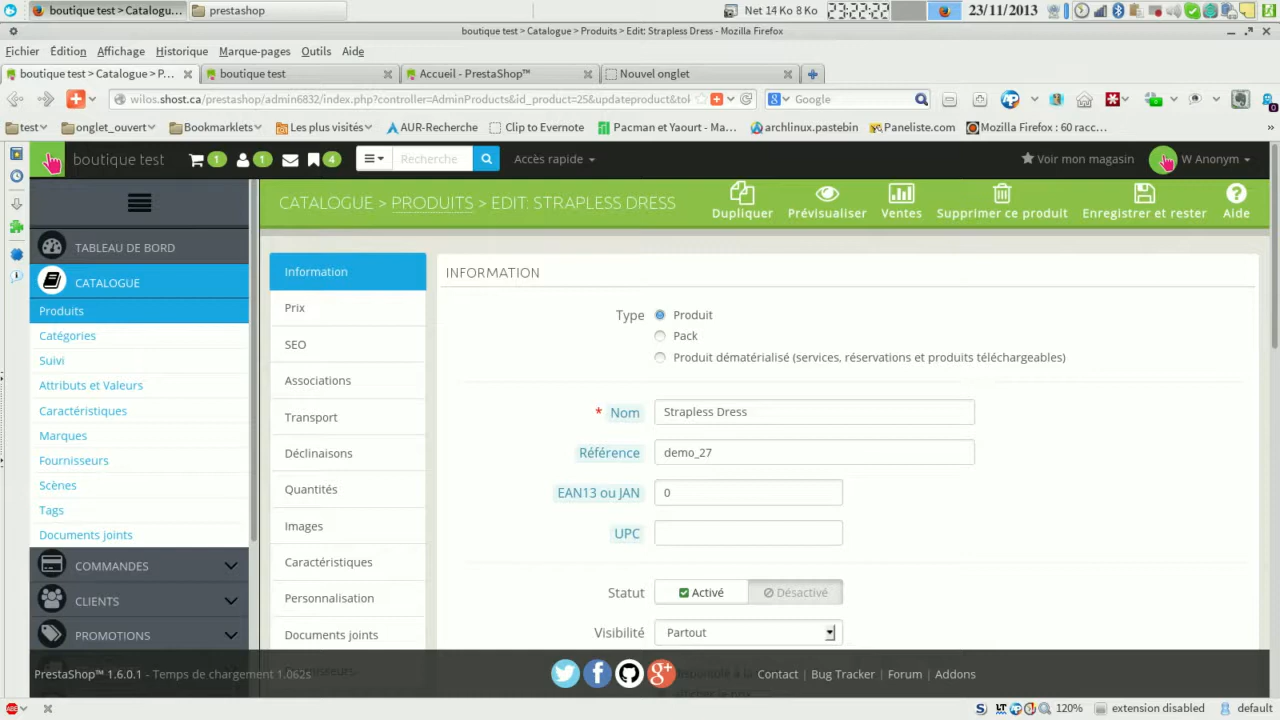 boutique test > Catalogu...
prestashop
Net 14 Ko 8 Ko
23:22:22
23/11/2013
boutique test > Catalogue > Produits > Edit: Strapless Dress - Mozilla Firefox
Fichier Édition Affichage Historique Marque-pages Outils Aide
boutique test > Catalogue > P...
boutique test
Accueil - PrestaShop™
Nouvel onglet
wilos.shost.ca/prestashop/admin6832/index.php?controller=AdminProducts&id_product=25&updateproduct&tol
Google
test
onglet_ouvert
Bookmarklets
Les plus visités
AUR-Recherche
Clip to Evernote
Pacman et Yaourt - Ma...
archlinux.pastebin
Paneliste.com
Mozilla Firefox : 60 racc...
»
boutique test
1
1
4
Recherche
Accès rapide
Voir mon magasin
W Anonym
CATALOGUE > PRODUITS > EDIT: STRAPLESS DRESS
Dupliquer
Prévisualiser
Ventes
Supprimer ce produit
Enregistrer et rester
Aide
TABLEAU DE BORD
CATALOGUE
Produits
Catégories
Suivi
Attributs et Valeurs
Caractéristiques
Marques
Fournisseurs
Scènes
Tags
Documents joints
COMMANDES
CLIENTS
PROMOTIONS
Information
Prix
SEO
Associations
Transport
Déclinaisons
Quantités
Images
Caractéristiques
Personnalisation
Documents joints
Fournisseurs
INFORMATION
Type
Produit
Pack
Produit dématérialisé (services, réservations et produits téléchargeables)
* Nom
Strapless Dress
Référence
demo_27
EAN13 ou JAN
0
UPC
Statut
Activé
Désactivé
Visibilité
Partout
PrestaShop™ 1.6.0.1 - Temps de chargement 1.062s
Contact | Bug Tracker | Forum | Addons
ABP
120%
extension disabled
default